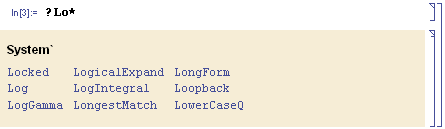 In[3]:= ?Lo*
System`
Locked LogicalExpand LongForm
Log LogIntegral Loopback
LogGamma LongestMatch LowerCaseQ